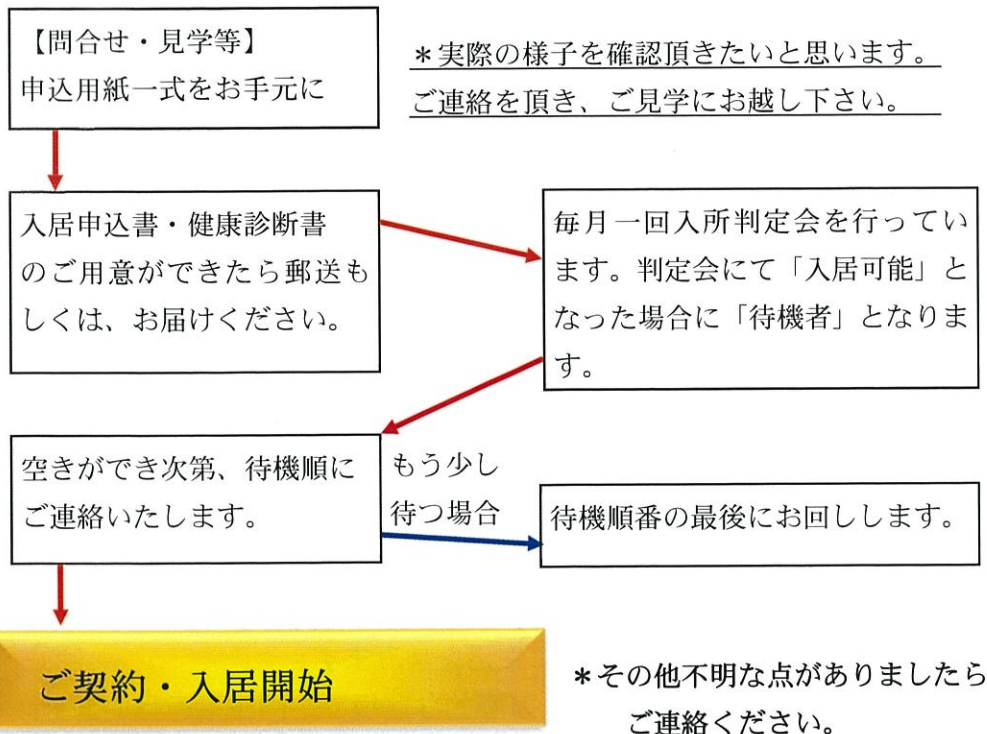 【問合せ・見学等】
申込用紙一式をお手元に
＊実際の様子を確認頂きたいと思います。
ご連絡を頂き、ご見学にお越し下さい。
入居申込書・健康診断書
のご用意ができたら郵送も
しくは、お届けください。
毎月一回入所判定会を行ってい
ます。判定会にて「入居可能」と
なった場合に「待機者」となりま
す。
空きができ次第、待機順に
ご連絡いたします。
もう少し
待つ場合
待機順番の最後にお回しします。
ご契約・入居開始
＊その他不明な点がありましたら
ご連絡ください。